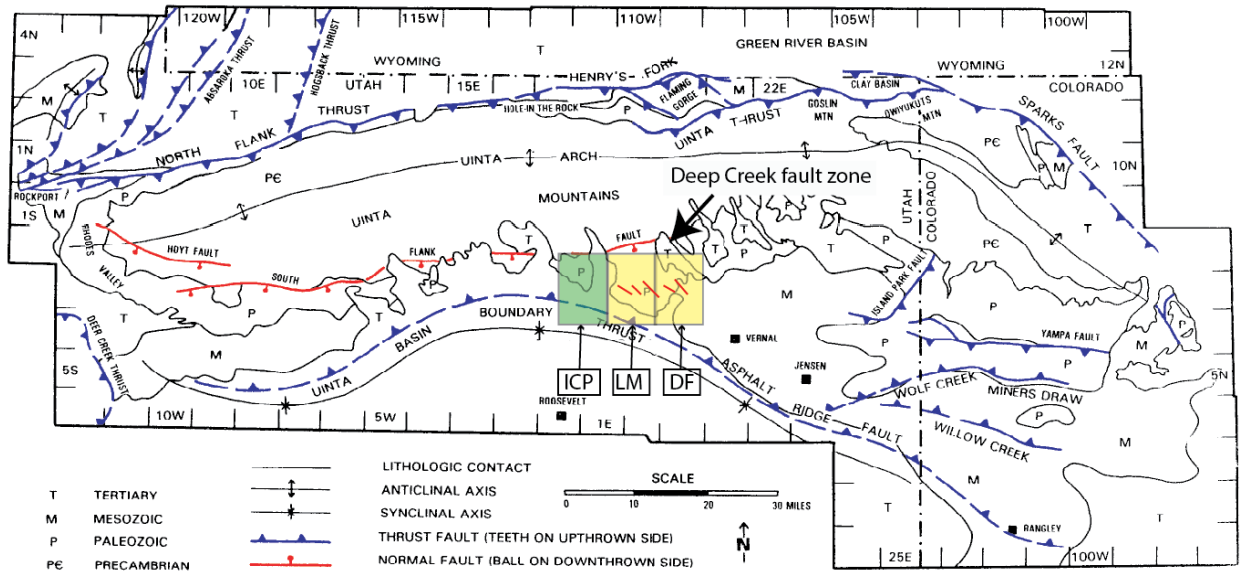 120W 115W 110W 105W 100W
4N
T
GREEN RIVER BASIN
WYOMING
WYOMING
12N
COLORADO
ABSAROKA THRUST
HOGSBACK THRUST
M
T
T
10E
UTAH
15E
HENRY'S FORK
FLAMING GORGE
M
22E
CLAY BASIN
GOSLIN MTN
OWIYUKUTS MTN
SPARKS FAULT
HOLE-IN THE ROCK
P
UINTA THRUST
1N
NORTH FLANK THRUST
UINTA ARCH
PЄ
P
M
10N
ROCKPORT
1S
M
P
PЄ
MOUNTAINS
Deep Creek fault zone
UTAH
COLORADO
UINTA
RHODES VALLEY
HOYT FAULT
SOUTH FLANK FAULT
T
T
T
T
T
P
P
T
PЄ
P
P
P
P
T
M
ISLAND PARK FAULT
P
T
P
YAMPA FAULT
P
M
P
DEER CREEK THRUST
M
UINTA BASIN BOUNDARY THRUST
VERNAL
JENSEN
ASPHALT RIDGE FAULT
5S
ICP
LM
DF
ROOSEVELT
WOLF CREEK
MINERS DRAW
5N
P
WILLOW CREEK
M
10W
5W
1E
M
T
T
RANGLEY
25E
100W
LITHOLOGIC CONTACT
T TERTIARY
ANTICLINAL AXIS
M MESOZOIC
SYNCLINAL AXIS
P PALEOZOIC
THRUST FAULT (TEETH ON UPTHROWN SIDE)
PЄ PRECAMBRIAN
NORMAL FAULT (BALL ON DOWNTHROWN SIDE)
SCALE
0 10 20 30 MILES
N